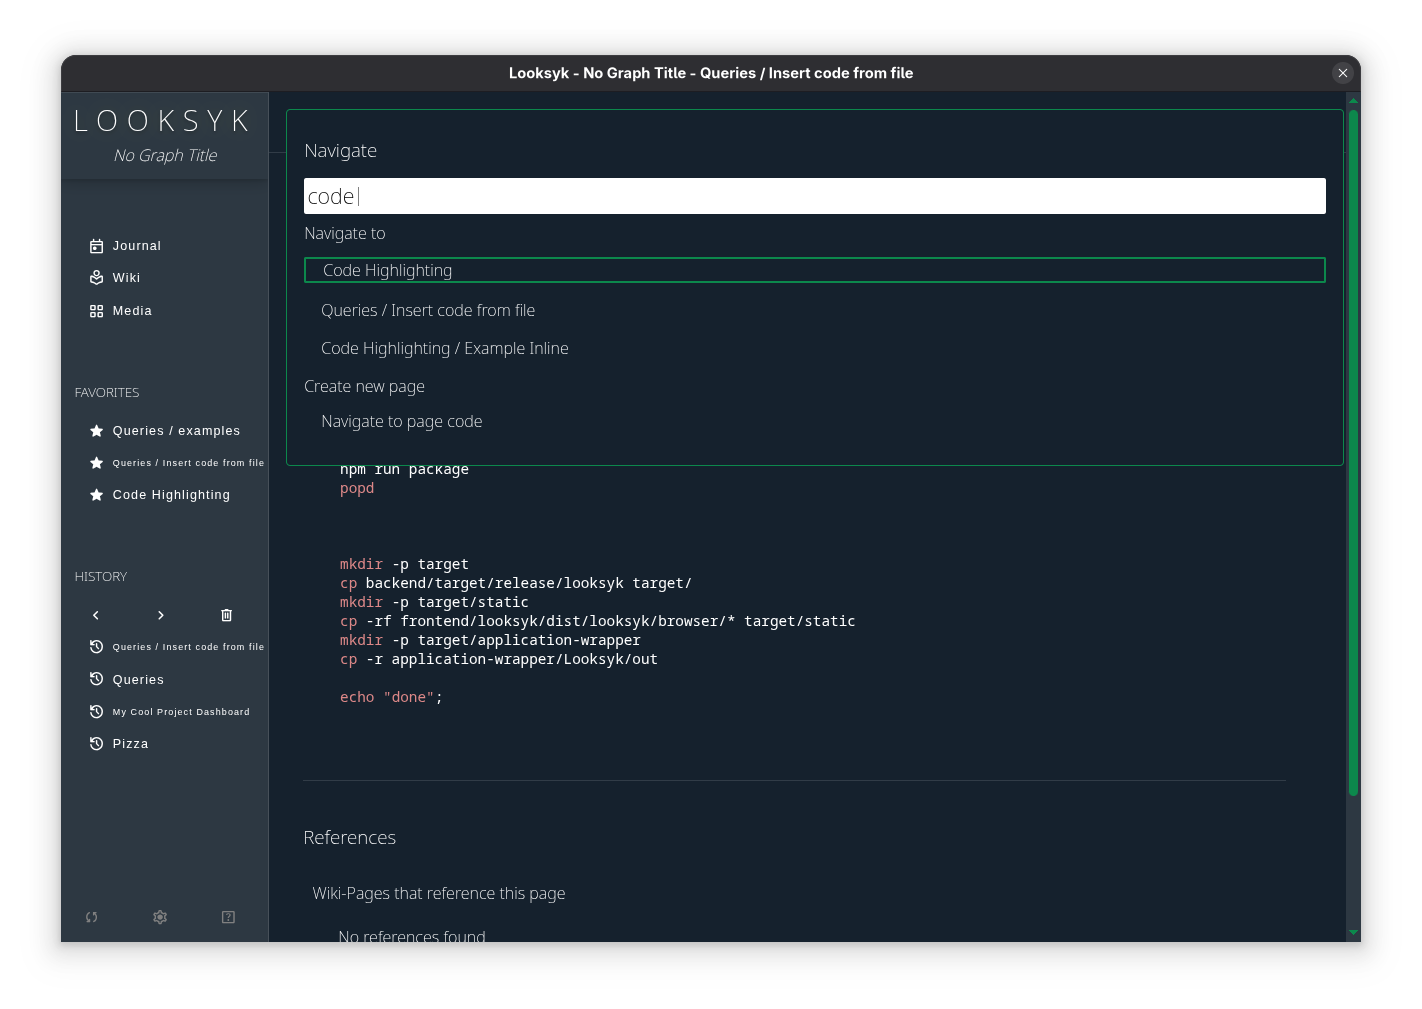 Looksyk - No Graph Title - Queries / Insert code from file
LOOKSYK
No Graph Title
Journal
Wiki
Media
FAVORITES
Queries / examples
Queries / Insert code from file
Code Highlighting
HISTORY
Queries / Insert code from file
Queries
My Cool Project Dashboard
Pizza
Navigate
code
Navigate to
Code Highlighting
Queries / Insert code from file
Code Highlighting / Example Inline
Create new page
Navigate to page code
npm run package
popd
mkdir -p target
cp backend/target/release/looksyk target/
mkdir -p target/static
cp -rf frontend/looksyk/dist/looksyk/browser/* target/static
mkdir -p target/application-wrapper
cp -r application-wrapper/Looksyk/out
echo "done";
References
Wiki-Pages that reference this page
No references found